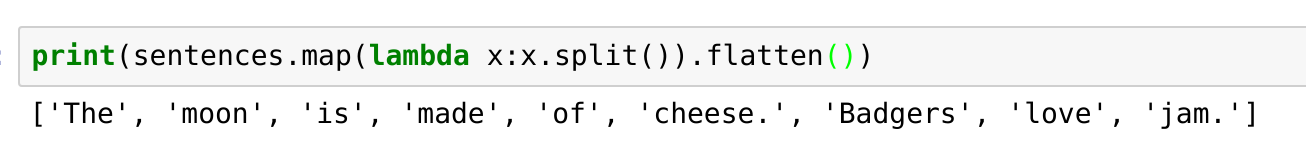 print(sentences.map(lambda x:x.split()).flatten())
['The', 'moon', 'is', 'made', 'of', 'cheese.', 'Badgers', 'love', 'jam.']